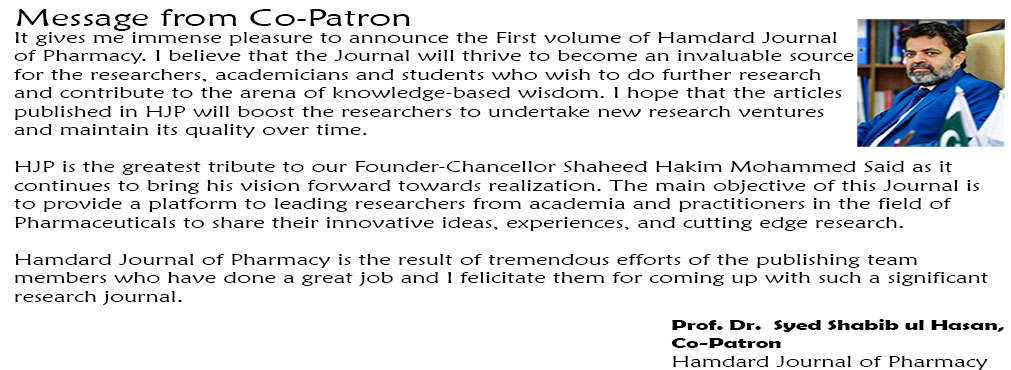 Message from Co-Patron
It gives me immense pleasure to announce the First volume of Hamdard Journal
of Pharmacy. I believe that the Journal will thrive to become an invaluable source
for the researchers, academicians and students who wish to do further research
and contribute to the arena of knowledge-based wisdom. I hope that the articles
published in HJP will boost the researchers to undertake new research ventures
and maintain its quality over time.
HJP is the greatest tribute to our Founder-Chancellor Shaheed Hakim Mohammed Said as it
continues to bring his vision forward towards realization. The main objective of this Journal is
to provide a platform to leading researchers from academia and practitioners in the field of
Pharmaceuticals to share their innovative ideas, experiences, and cutting edge research.
Hamdard Journal of Pharmacy is the result of tremendous efforts of the publishing team
members who have done a great job and I felicitate them for coming up with such a significant
research journal.
Prof. Dr.  Syed Shabib ul Hasan,
Co-Patron
Hamdard Journal of Pharmacy